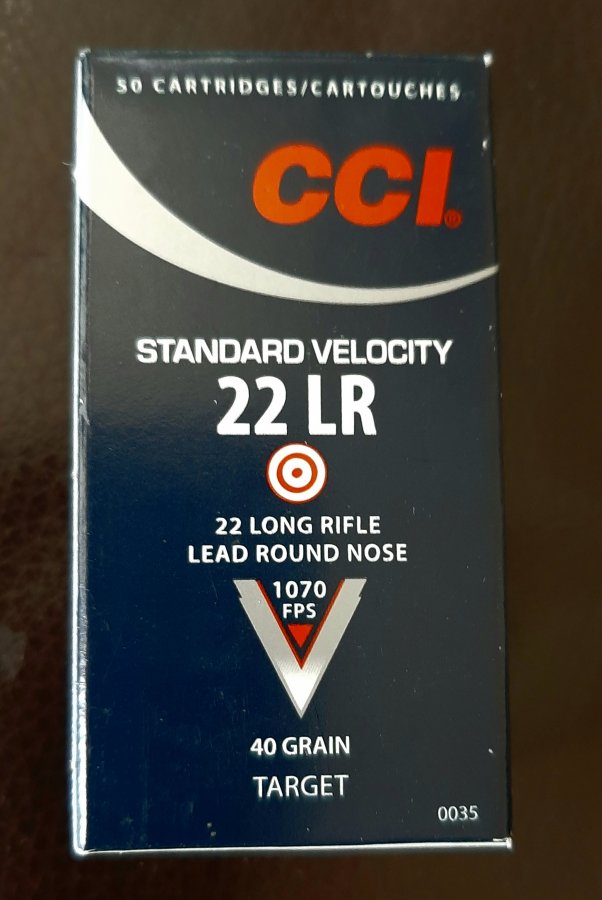 50 CARTRIDGES/CARTOUCHES
CCI®
STANDARD VELOCITY
22 LR
22 LONG RIFLE
LEAD ROUND NOSE
1070
FPS
40 GRAIN
TARGET
0035